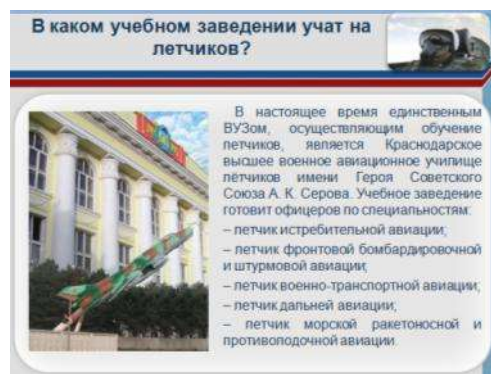 В каком учебном заведении учат на
летчиков?
В настоящее время единственным
ВУЗом, осуществляющим обучение
летчиков, является Краснодарское
высшее военное авиационное училище
лётчиков имени Героя Советского
Союза А. К. Серова. Учебное заведение
готовит офицеров по специальностям:
– летчик истребительной авиации;
– летчик фронтовой бомбардировочной
и штурмовой авиации;
– летчик военно-транспортной авиации;
– летчик дальней авиации;
– летчик морской ракетоносной и
противолодочной авиации.